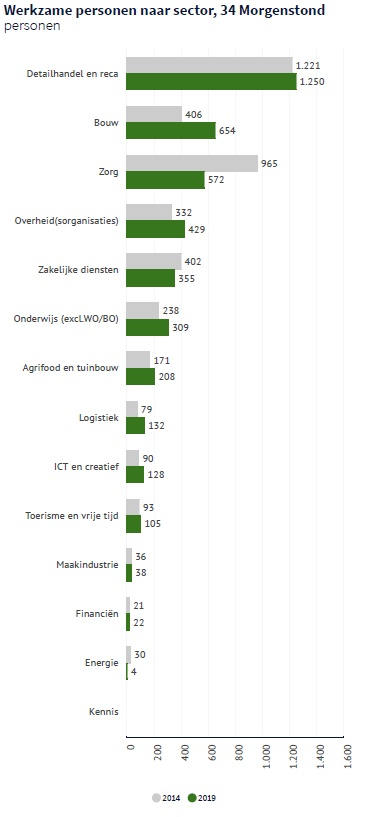 Werkzame personen naar sector, 34 Morgenstond
personen
Detailhandel en reca
1.221
1.250
Bouw
406
654
Zorg
965
572
Overheid(sorganisaties)
332
429
Zakelijke diensten
402
355
Onderwijs (excLWO/BO)
238
309
Agrifood en tuinbouw
171
208
Logistiek
79
132
ICT en creatief
90
128
Toerisme en vrije tijd
93
105
Maakindustrie
36
38
Financiën
21
22
Energie
30
4
Kennis
0 200 400 600 800 1.000 1.200 1.400 1.600
2014 2019